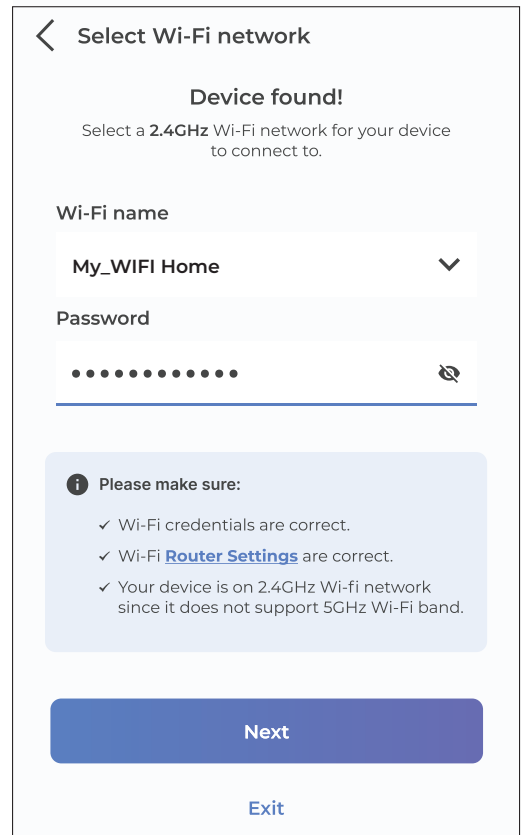 Select Wi-Fi network
Device found!
Select a 2.4GHz Wi-Fi network for your device
to connect to.
Wi-Fi name
My_WIFI Home
Password
••••••••••••
Please make sure:
✓ Wi-Fi credentials are correct.
✓ Wi-Fi Router Settings are correct.
✓ Your device is on 2.4GHz Wi-fi network
since it does not support 5GHz Wi-Fi band.
Next
Exit